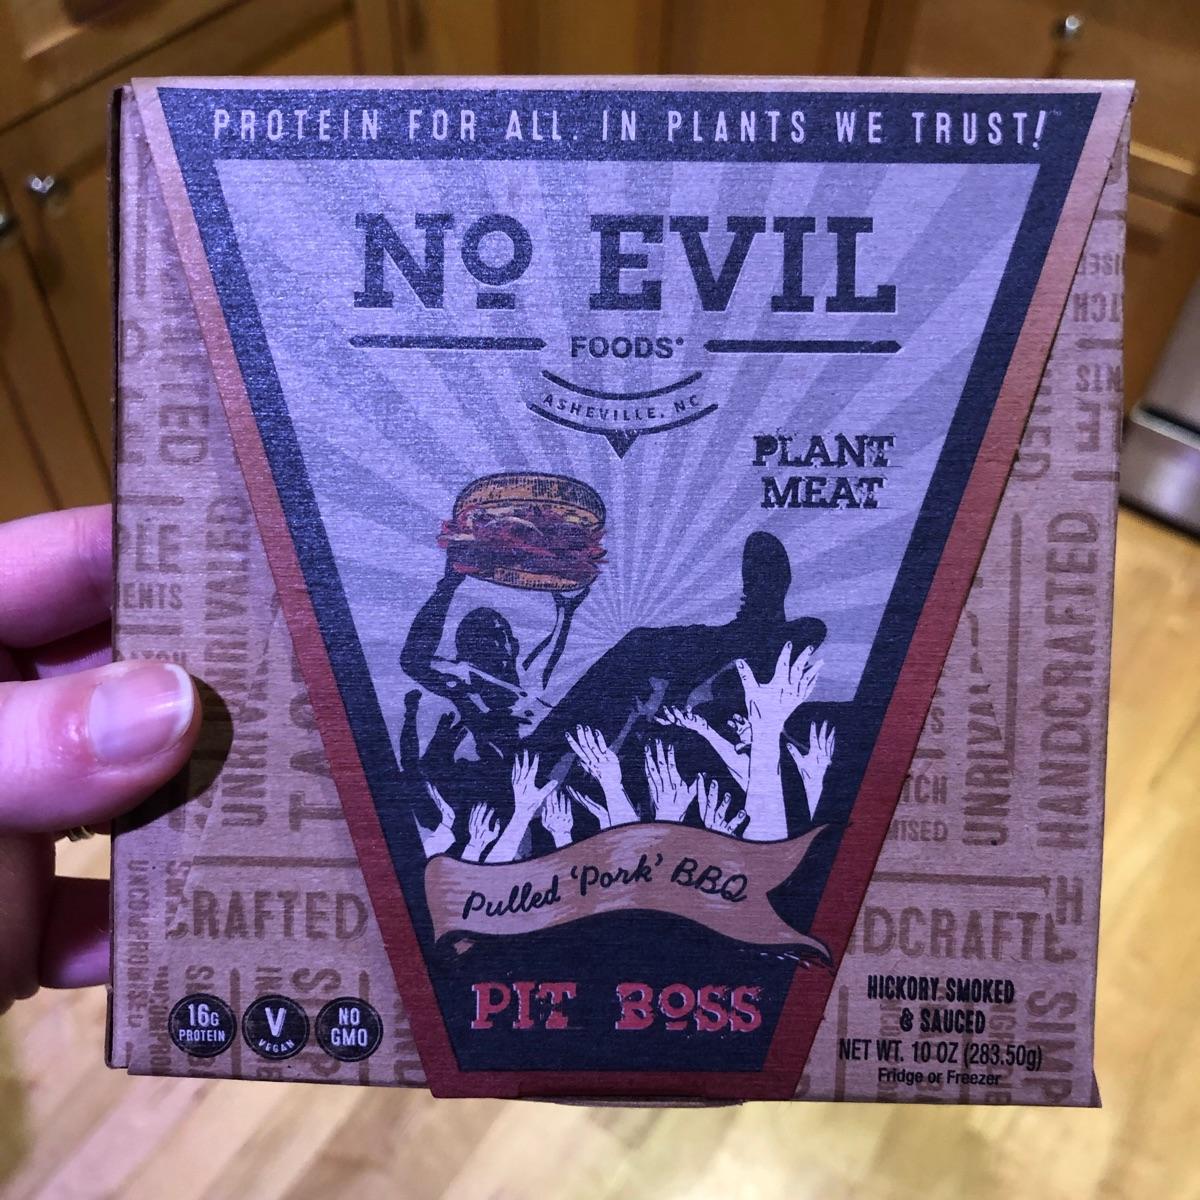 PROTEIN FOR ALL. IN PLANTS WE TRUST!
No EVIL
FOODS
ASHEVILLE, NC
PLANT
MEAT
Pulled 'Pork' BBQ
PIT BOSS
16G
PROTEIN
V
VEGAN
NO
GMO
HICKORY SMOKED
& SAUCED
NET WT. 10 OZ (283.50g)
Fridge or Freezer
HANDCRAFTED
UNRIVALED
CRAFTED
DCRAFTE